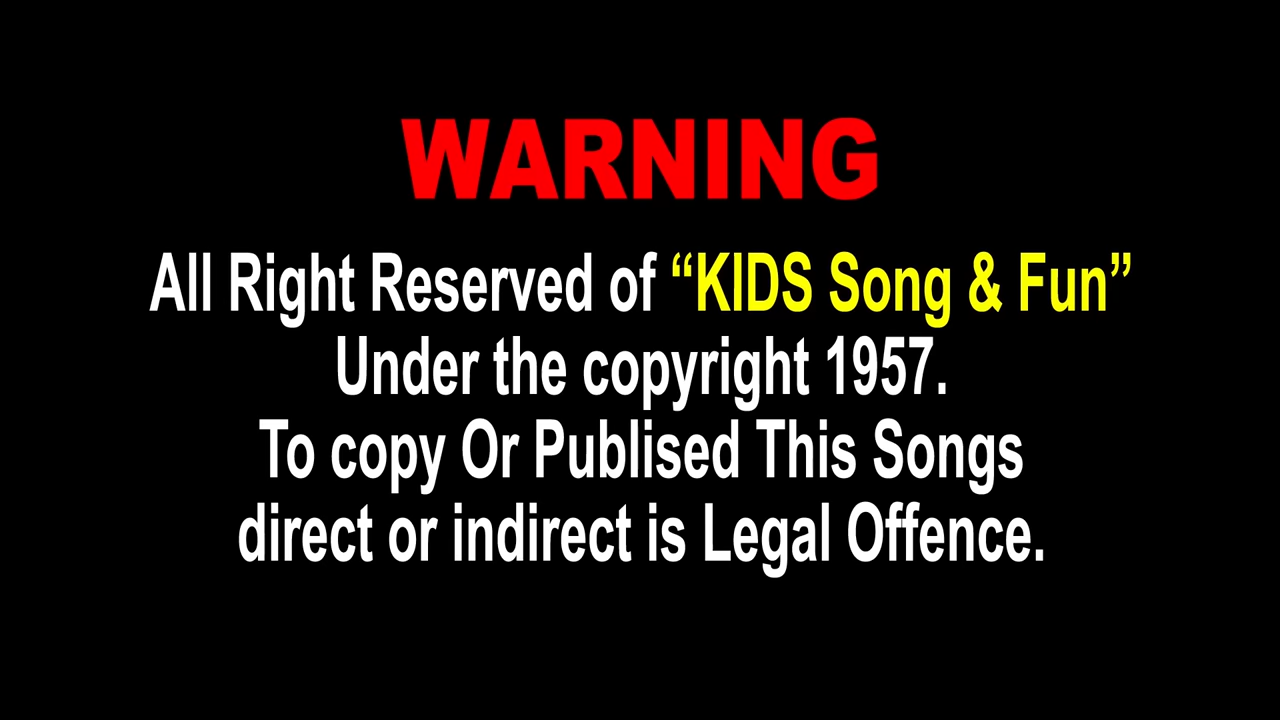 WARNING
All Right Reserved of “KIDS Song & Fun”
Under the copyright 1957.
To copy Or Publised This Songs
direct or indirect is Legal Offence.